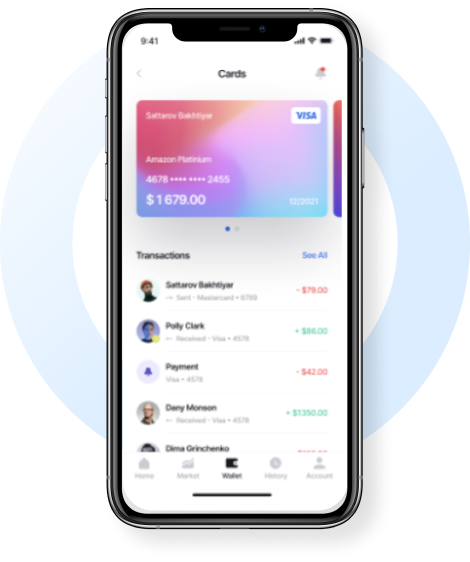 9:41
Cards
Sattarov Bakhtiyar
VISA
Amazon Platinium
4678 •••• •••• 2455
$1 679.00
12/2021
Transactions
See All
Sattarov Bakhtiyar
- $79.00
→ Sent - Mastercard • 6789
Polly Clark
+ $86.00
← Received - Visa • 4578
Payment
- $42.00
Visa • 4578
Dany Monson
+ $1350.00
← Received - Visa • 4578
Dima Grinchenko
Home
Market
Wallet
History
Account